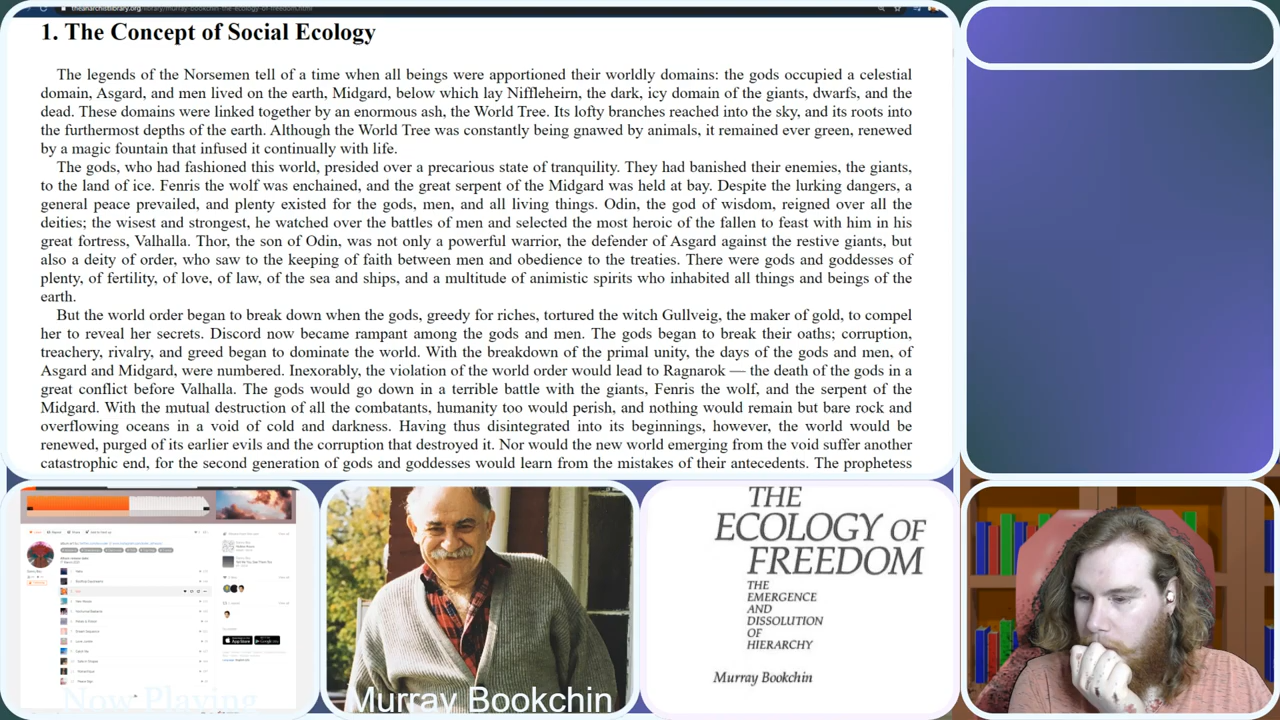 theanarchistlibrary.org/library/murray-bookchin-the-ecology-of-freedom.html
1. The Concept of Social Ecology
The legends of the Norsemen tell of a time when all beings were apportioned their worldly domains: the gods occupied a celestial
domain, Asgard, and men lived on the earth, Midgard, below which lay Niffleheirn, the dark, icy domain of the giants, dwarfs, and the
dead. These domains were linked together by an enormous ash, the World Tree. Its lofty branches reached into the sky, and its roots into
the furthermost depths of the earth. Although the World Tree was constantly being gnawed by animals, it remained ever green, renewed
by a magic fountain that infused it continually with life.
The gods, who had fashioned this world, presided over a precarious state of tranquility. They had banished their enemies, the giants,
to the land of ice. Fenris the wolf was enchained, and the great serpent of the Midgard was held at bay. Despite the lurking dangers, a
general peace prevailed, and plenty existed for the gods, men, and all living things. Odin, the god of wisdom, reigned over all the
deities; the wisest and strongest, he watched over the battles of men and selected the most heroic of the fallen to feast with him in his
great fortress, Valhalla. Thor, the son of Odin, was not only a powerful warrior, the defender of Asgard against the restive giants, but
also a deity of order, who saw to the keeping of faith between men and obedience to the treaties. There were gods and goddesses of
plenty, of fertility, of love, of law, of the sea and ships, and a multitude of animistic spirits who inhabited all things and beings of the
earth.
But the world order began to break down when the gods, greedy for riches, tortured the witch Gullveig, the maker of gold, to compel
her to reveal her secrets. Discord now became rampant among the gods and men. The gods began to break their oaths; corruption,
treachery, rivalry, and greed began to dominate the world. With the breakdown of the primal unity, the days of the gods and men, of
Asgard and Midgard, were numbered. Inexorably, the violation of the world order would lead to Ragnarok — the death of the gods in a
great conflict before Valhalla. The gods would go down in a terrible battle with the giants, Fenris the wolf, and the serpent of the
Midgard. With the mutual destruction of all the combatants, humanity too would perish, and nothing would remain but bare rock and
overflowing oceans in a void of cold and darkness. Having thus disintegrated into its beginnings, however, the world would be
renewed, purged of its earlier evils and the corruption that destroyed it. Nor would the new world emerging from the void suffer another
catastrophic end, for the second generation of gods and goddesses would learn from the mistakes of their antecedents. The prophetess
Now Playing
Murray Bookchin
THE
ECOLOGY OF
FREEDOM
THE
EMERGENCE
AND
DISSOLUTION
OF
HIERARCHY
Murray Bookchin